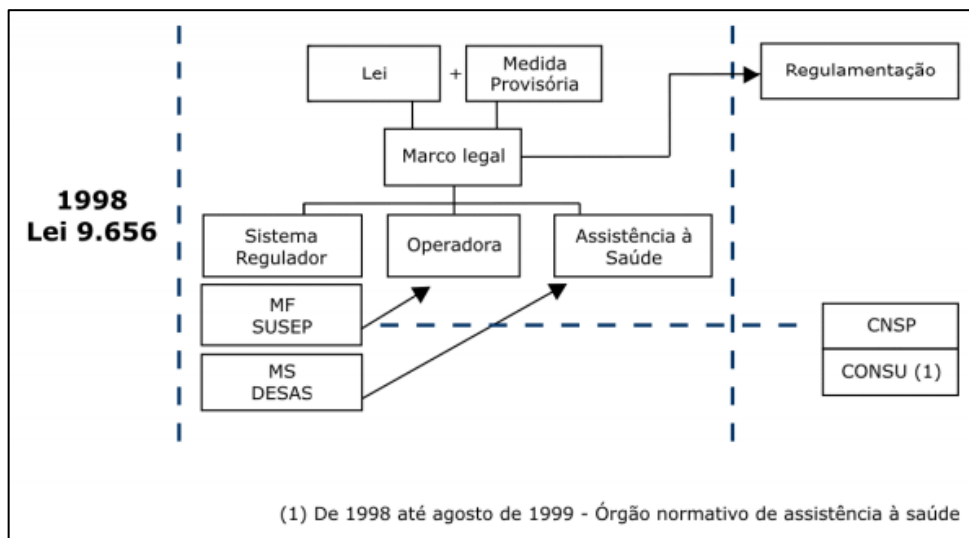 Lei
+
Medida
Provisória
Regulamentação
Marco legal
1998
Lei 9.656
Sistema
Regulador
Operadora
Assistência à
Saúde
MF
SUSEP
CNSP
MS
DESAS
CONSU (1)
(1) De 1998 até agosto de 1999 - Órgão normativo de assistência à saúde